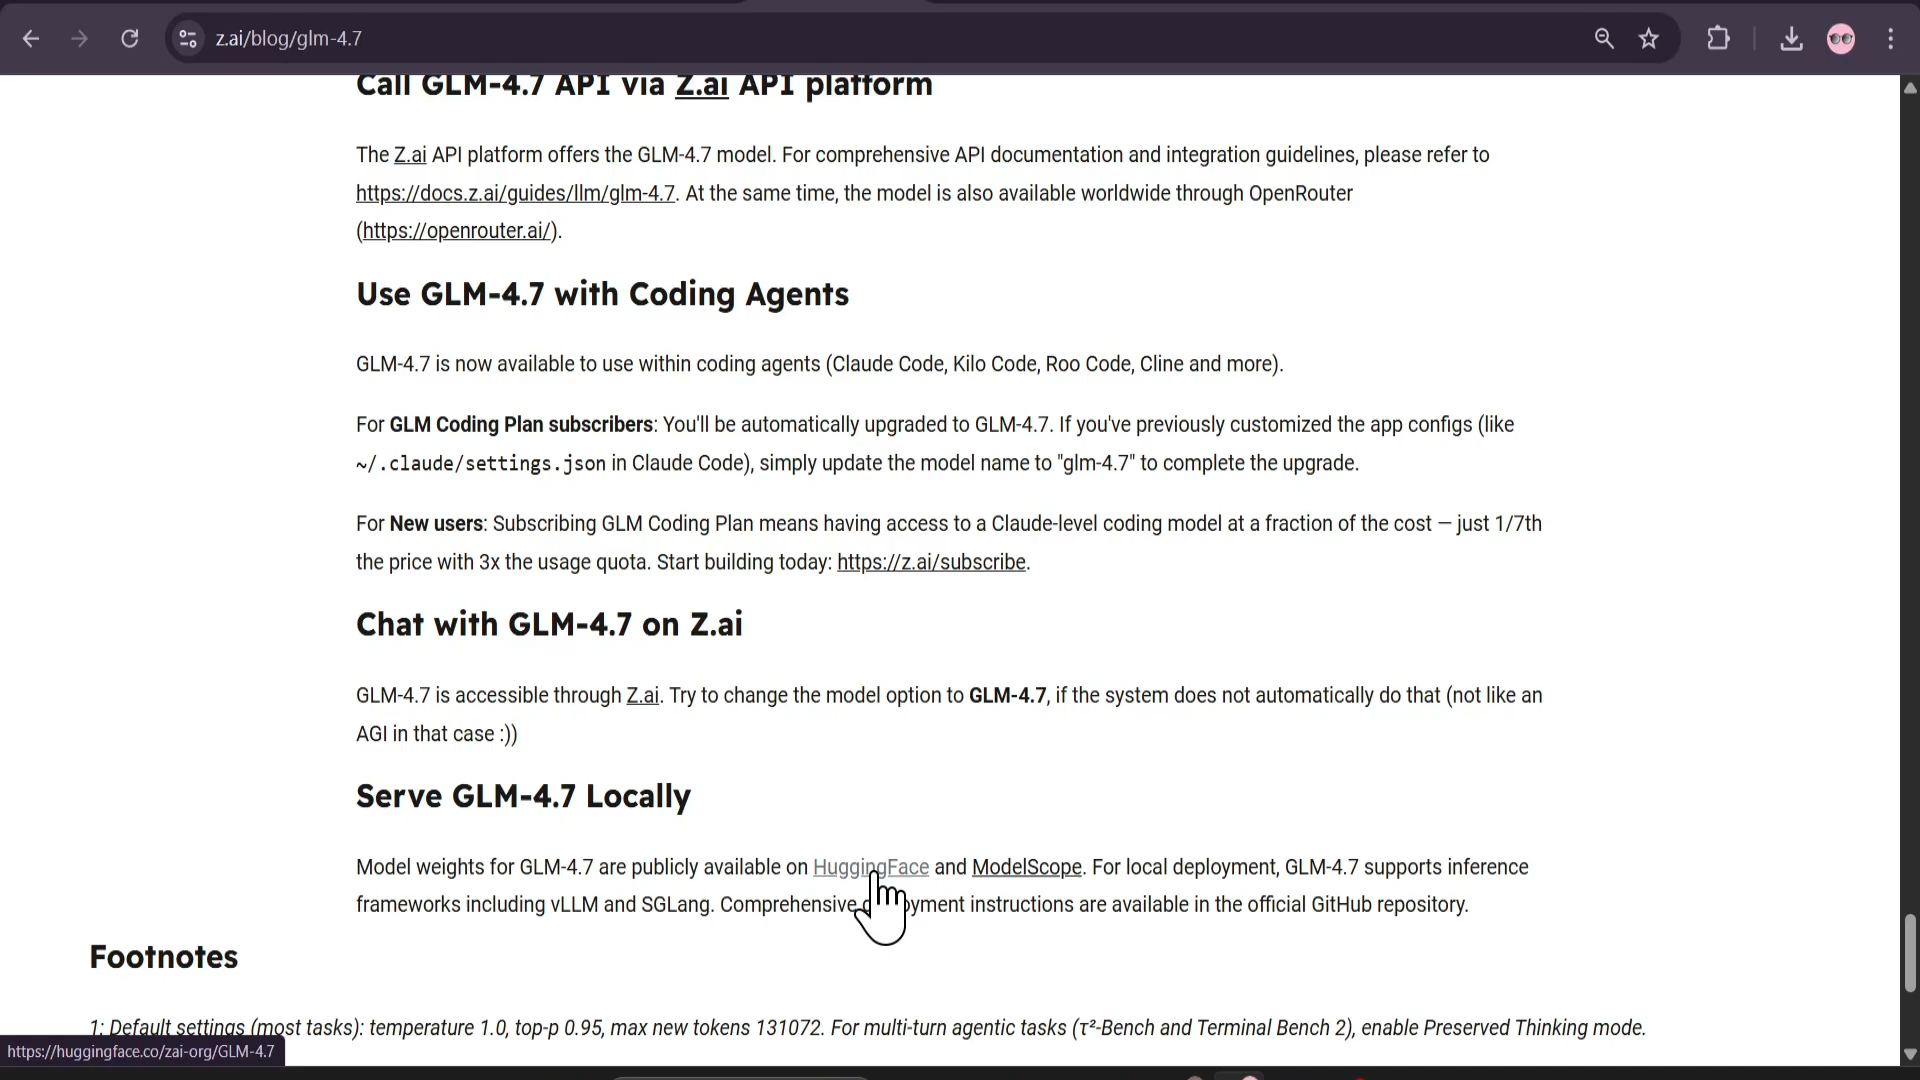 z.ai/blog/glm-4.7
Call GLM-4.7 API via Z.ai API platform
The Z.ai API platform offers the GLM-4.7 model. For comprehensive API documentation and integration guidelines, please refer to
https://docs.z.ai/guides/llm/glm-4.7. At the same time, the model is also available worldwide through OpenRouter
(https://openrouter.ai/).
Use GLM-4.7 with Coding Agents
GLM-4.7 is now available to use within coding agents (Claude Code, Kilo Code, Roo Code, Cline and more).
For GLM Coding Plan subscribers: You'll be automatically upgraded to GLM-4.7. If you've previously customized the app configs (like
~/.claude/settings.json in Claude Code), simply update the model name to "glm-4.7" to complete the upgrade.
For New users: Subscribing GLM Coding Plan means having access to a Claude-level coding model at a fraction of the cost — just 1/7th
the price with 3x the usage quota. Start building today: https://z.ai/subscribe.
Chat with GLM-4.7 on Z.ai
GLM-4.7 is accessible through Z.ai. Try to change the model option to GLM-4.7, if the system does not automatically do that (not like an
AGI in that case :))
Serve GLM-4.7 Locally
Model weights for GLM-4.7 are publicly available on HuggingFace and ModelScope. For local deployment, GLM-4.7 supports inference
frameworks including vLLM and SGLang. Comprehensive yment instructions are available in the official GitHub repository.
Footnotes
1: Default settings (most tasks): temperature 1.0, top-p 0.95, max new tokens 131072. For multi-turn agentic tasks (τ²-Bench and Terminal Bench 2), enable Preserved Thinking mode.
https://huggingface.co/zai-org/GLM-4.7